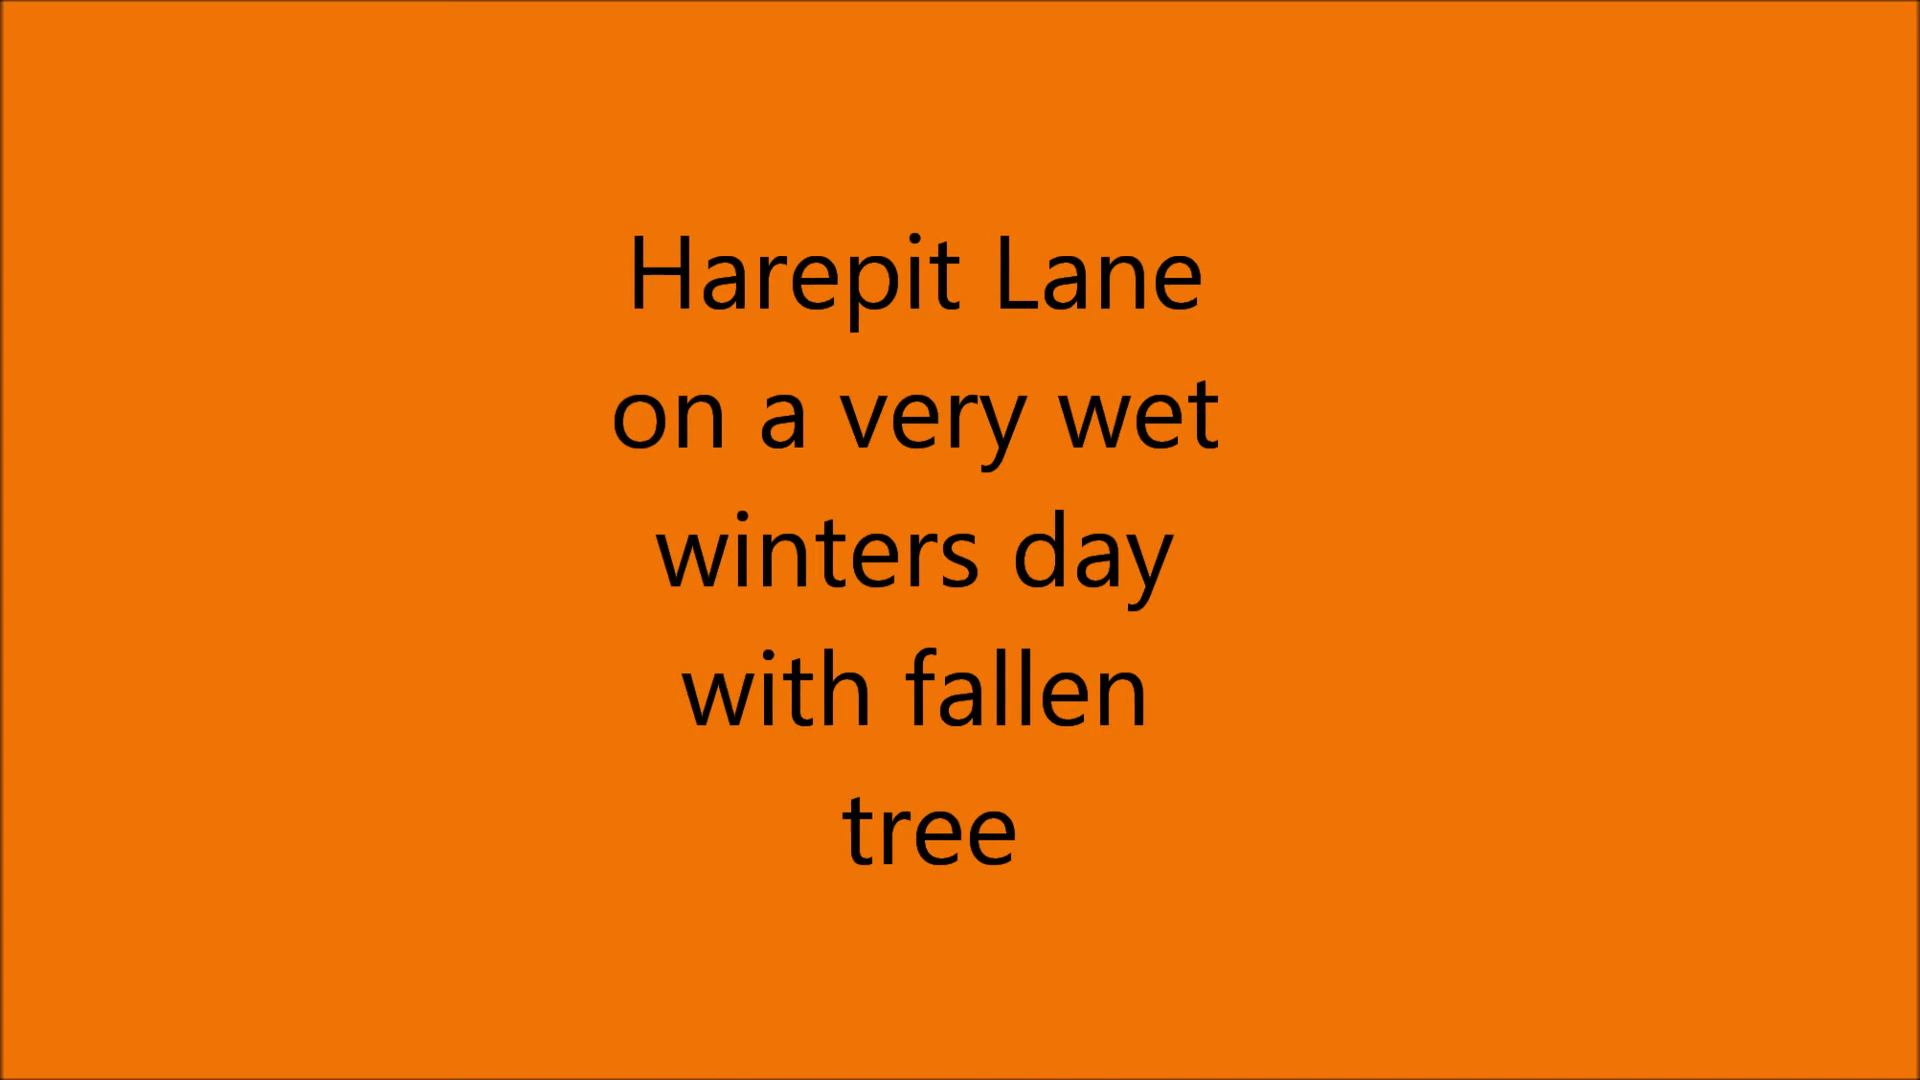 Harepit Lane
on a very wet
winters day
with fallen
tree